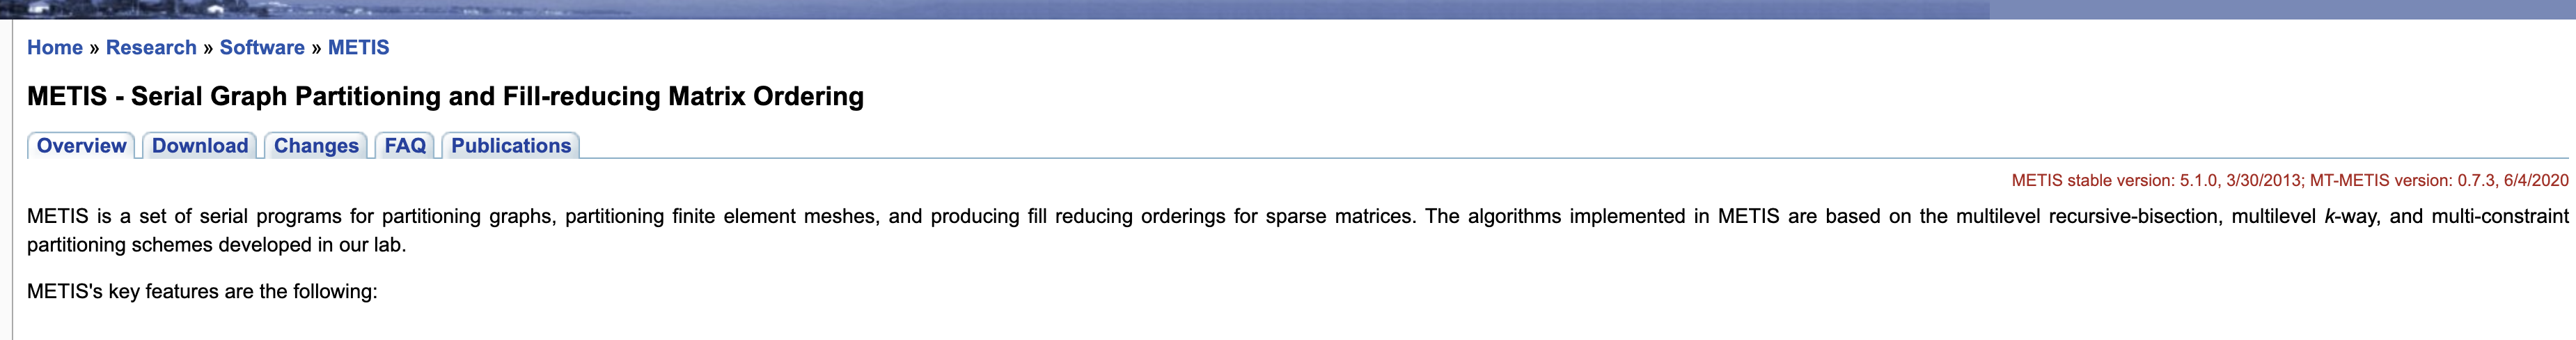 Home » Research » Software » METIS
METIS - Serial Graph Partitioning and Fill-reducing Matrix Ordering
Overview Download Changes FAQ Publications
METIS stable version: 5.1.0, 3/30/2013; MT-METIS version: 0.7.3, 6/4/2020
METIS is a set of serial programs for partitioning graphs, partitioning finite element meshes, and producing fill reducing orderings for sparse matrices. The algorithms implemented in METIS are based on the multilevel recursive-bisection, multilevel k-way, and multi-constraint
partitioning schemes developed in our lab.
METIS's key features are the following: